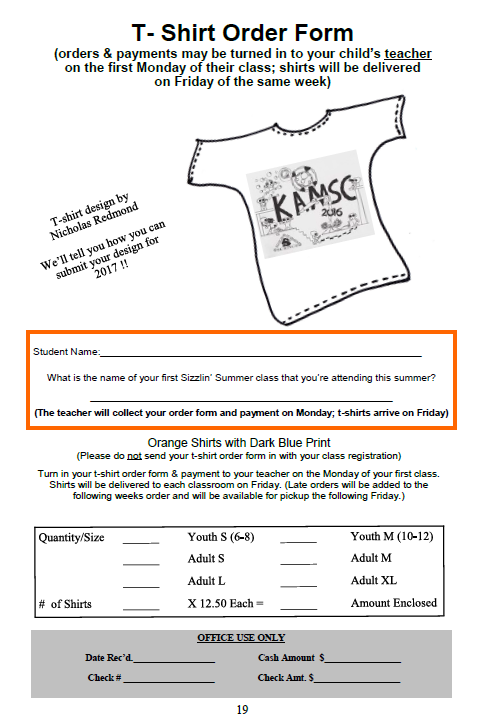 T- Shirt Order Form
(orders & payments may be turned in to your child's teacher
on the first Monday of their class; shirts will be delivered
on Friday of the same week)
T-shirt design by
Nicholas Redmond
We'll tell you how you can
submit your design for
2017 !!
KAMSC
2016
Student Name:
What is the name of your first Sizzlin' Summer class that you're attending this summer?
(The teacher will collect your order form and payment on Monday; t-shirts arrive on Friday)
Orange Shirts with Dark Blue Print
(Please do not send your t-shirt order form in with your class registration)
Turn in your t-shirt order form & payment to your teacher on the Monday of your first class.
Shirts will be delivered to each classroom on Friday. (Late orders will be added to the
following weeks order and will be available for pickup the following Friday.)
Quantity/Size ______ Youth S (6-8) ______ Youth M (10-12)
______ Adult S ______ Adult M
______ Adult L ______ Adult XL
# of Shirts ______ X 12.50 Each = ______ Amount Enclosed
OFFICE USE ONLY
Date Rec'd. Cash Amount $
Check # Check Amt. $
19